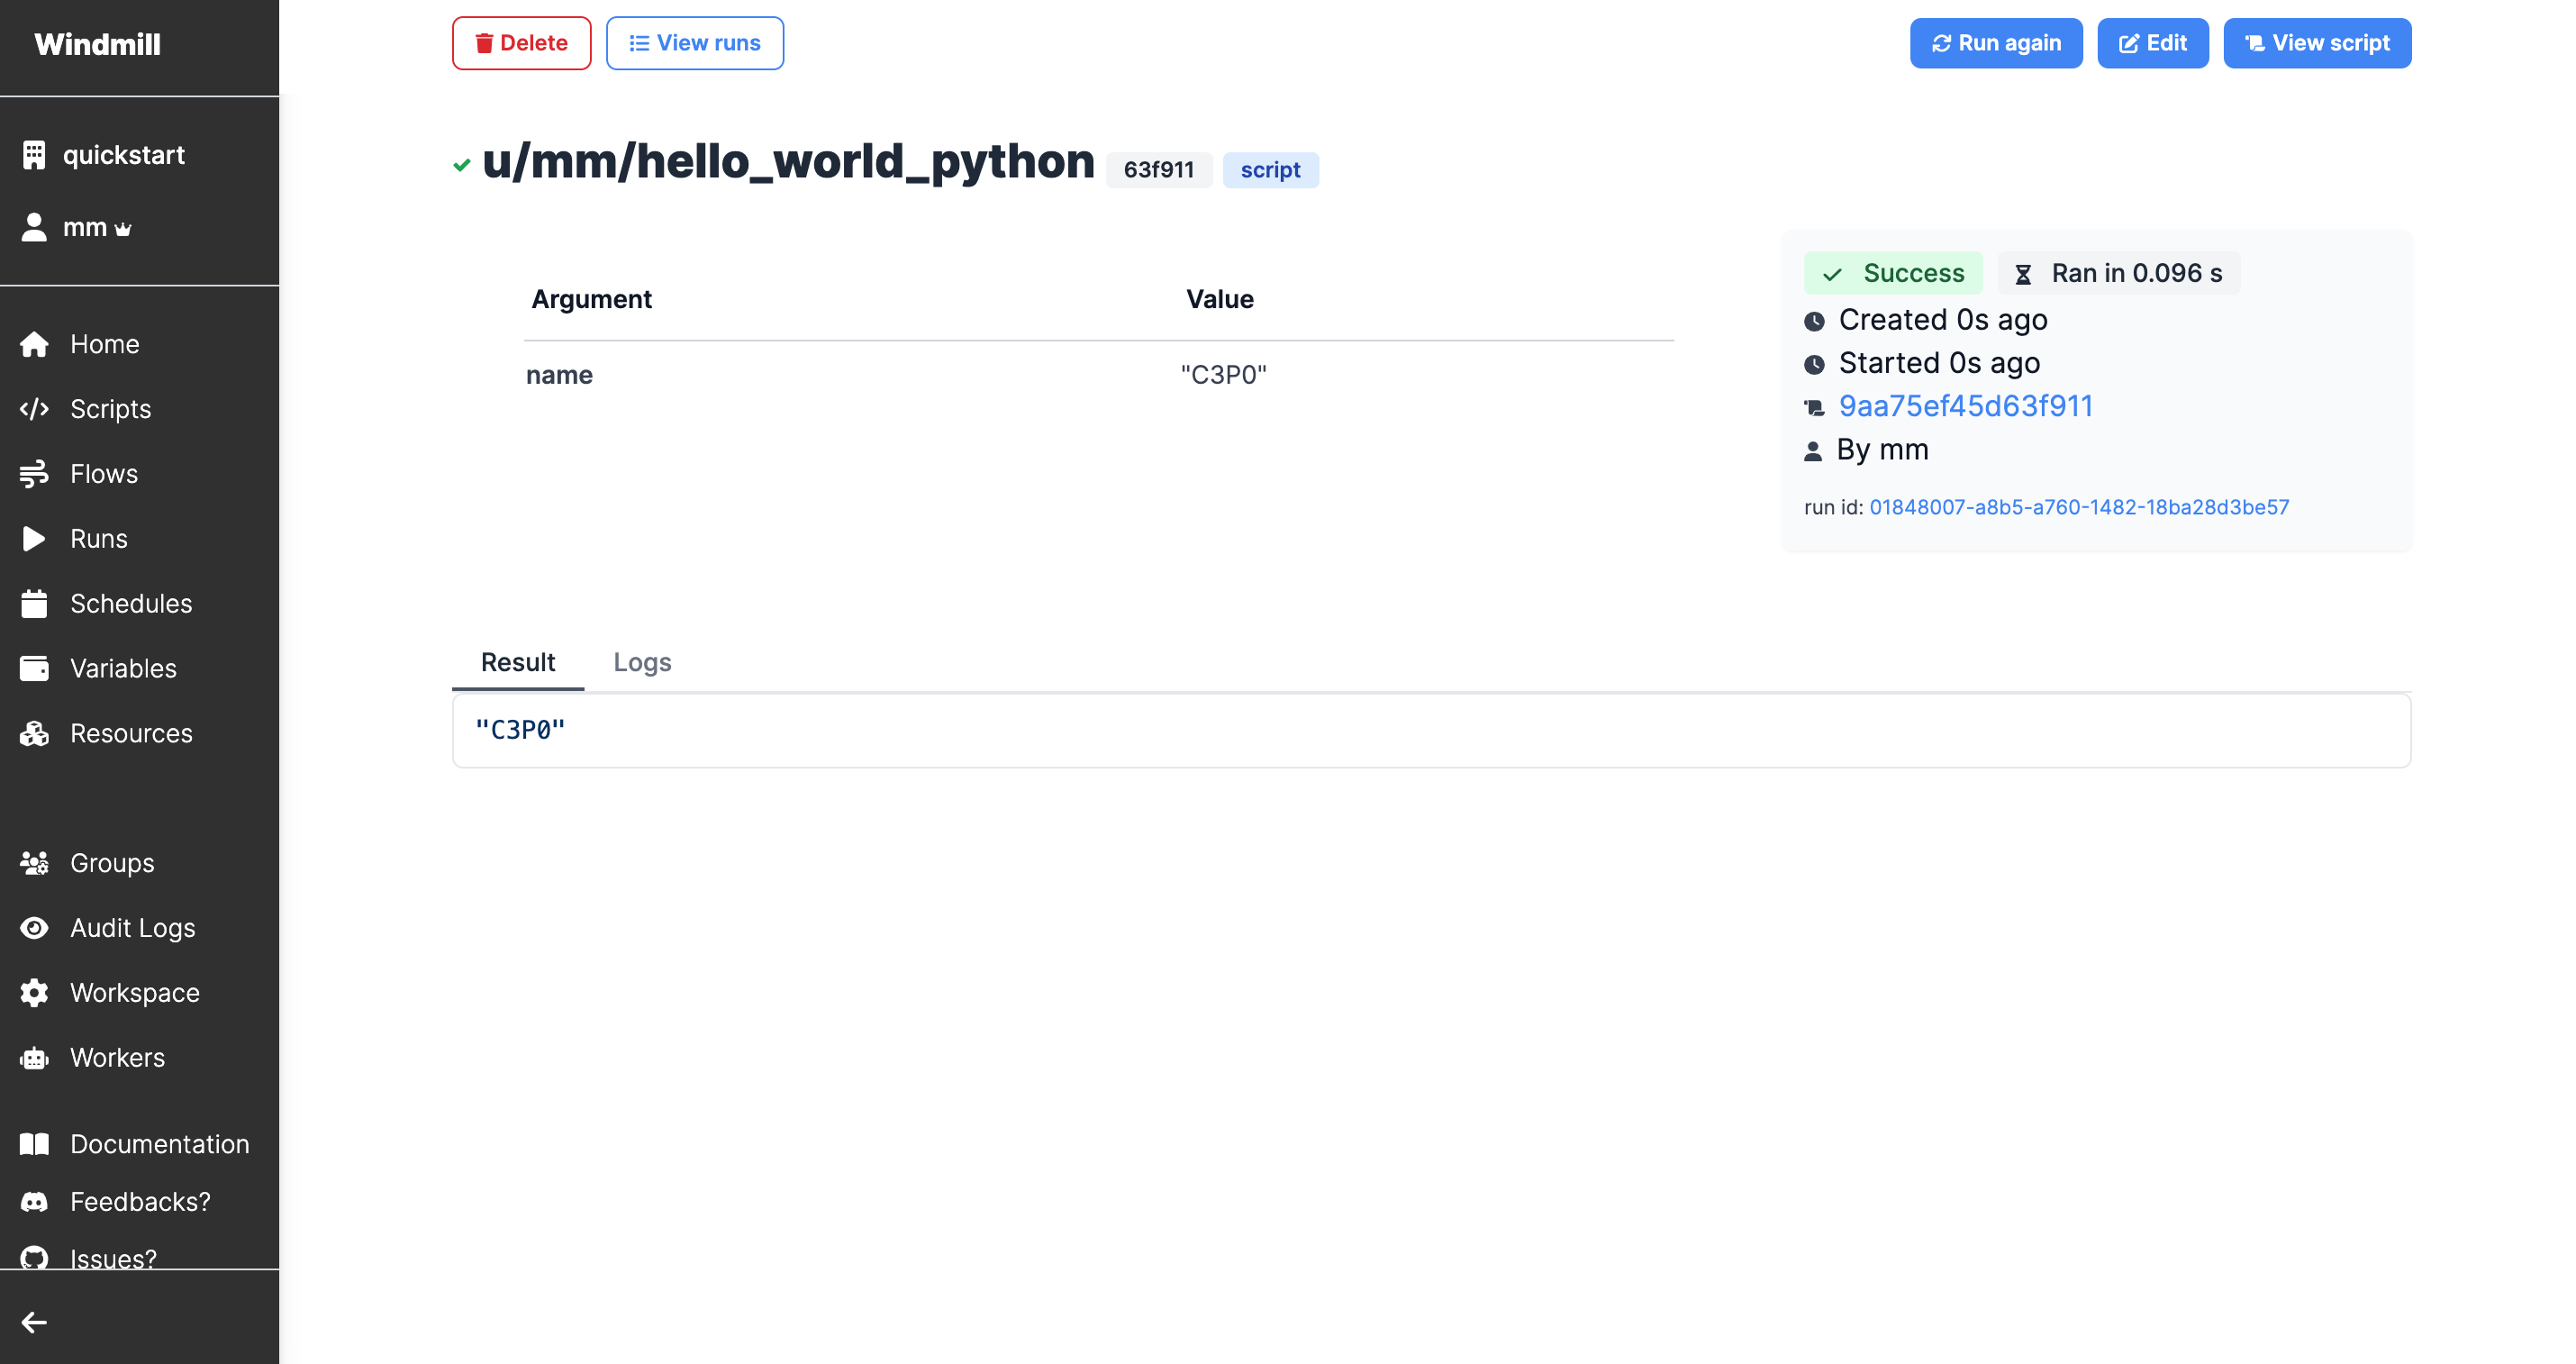 Windmill
quickstart
mm
Home
Scripts
Flows
Runs
Schedules
Variables
Resources
Groups
Audit Logs
Workspace
Workers
Documentation
Feedbacks?
Issues?
Delete View runs Run again Edit View script
u/mm/hello_world_python 63f911 script
Argument Value
name "C3P0"
Success Ran in 0.096 s
Created 0s ago
Started 0s ago
9aa75ef45d63f911
By mm
run id: 01848007-a8b5-a760-1482-18ba28d3be57
Result Logs
"C3P0"